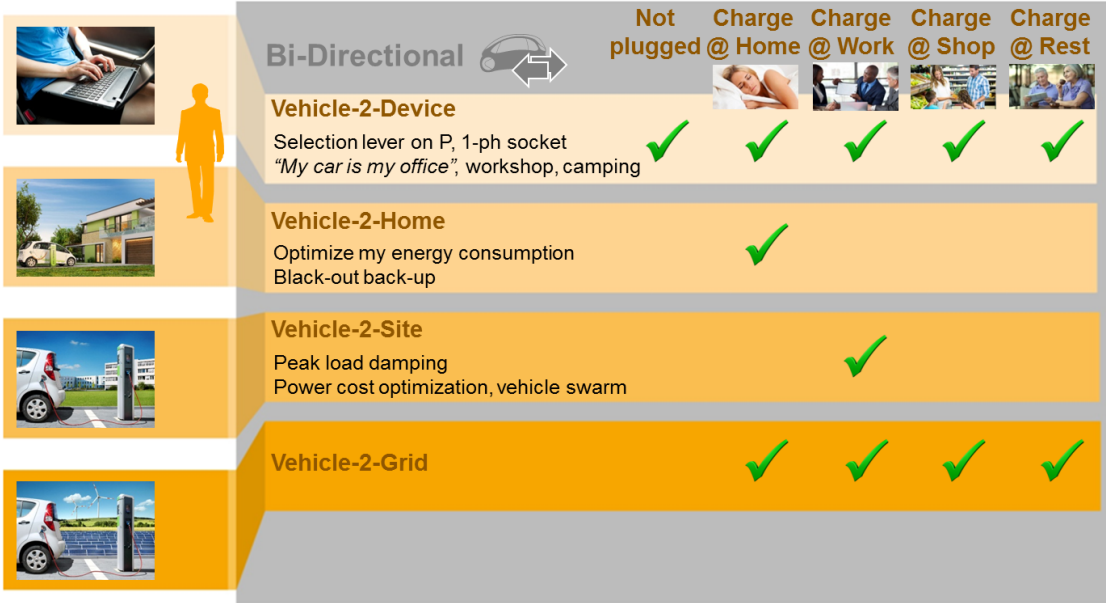 Bi-Directional
Not plugged
Charge @ Home
Charge @ Work
Charge @ Shop
Charge @ Rest
Vehicle-2-Device
Selection lever on P, 1-ph socket
“My car is my office”, workshop, camping
Vehicle-2-Home
Optimize my energy consumption
Black-out back-up
Vehicle-2-Site
Peak load damping
Power cost optimization, vehicle swarm
Vehicle-2-Grid